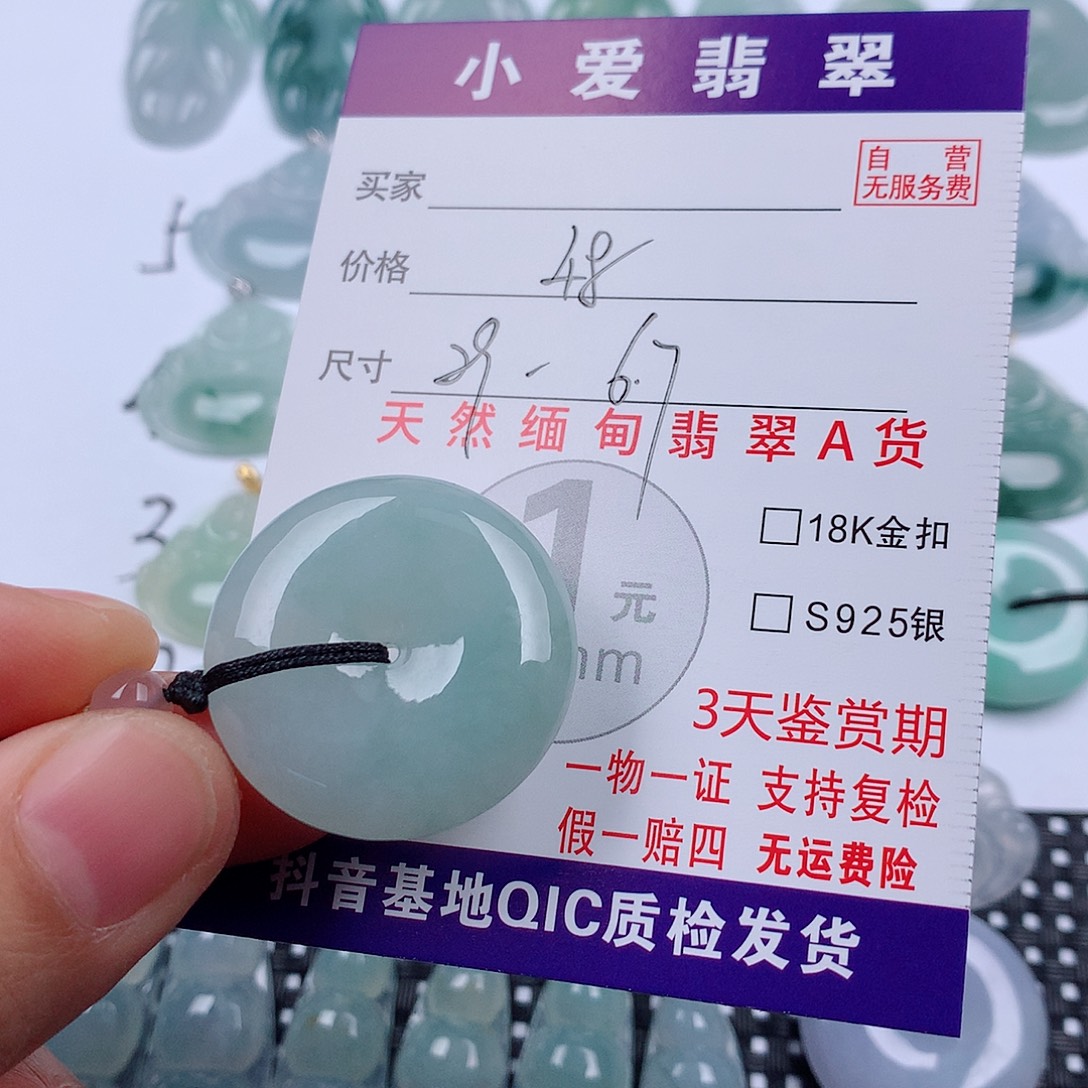 小爱翡翠
自营
无服务费
买家
价格 48
尺寸 29 - 6.7
天然缅甸翡翠A货
1元
mm
□18K金扣
□S925银
3天鉴赏期
一物一证 支持复检
假一赔四 无运费险
抖音基地QIC质检发货
2